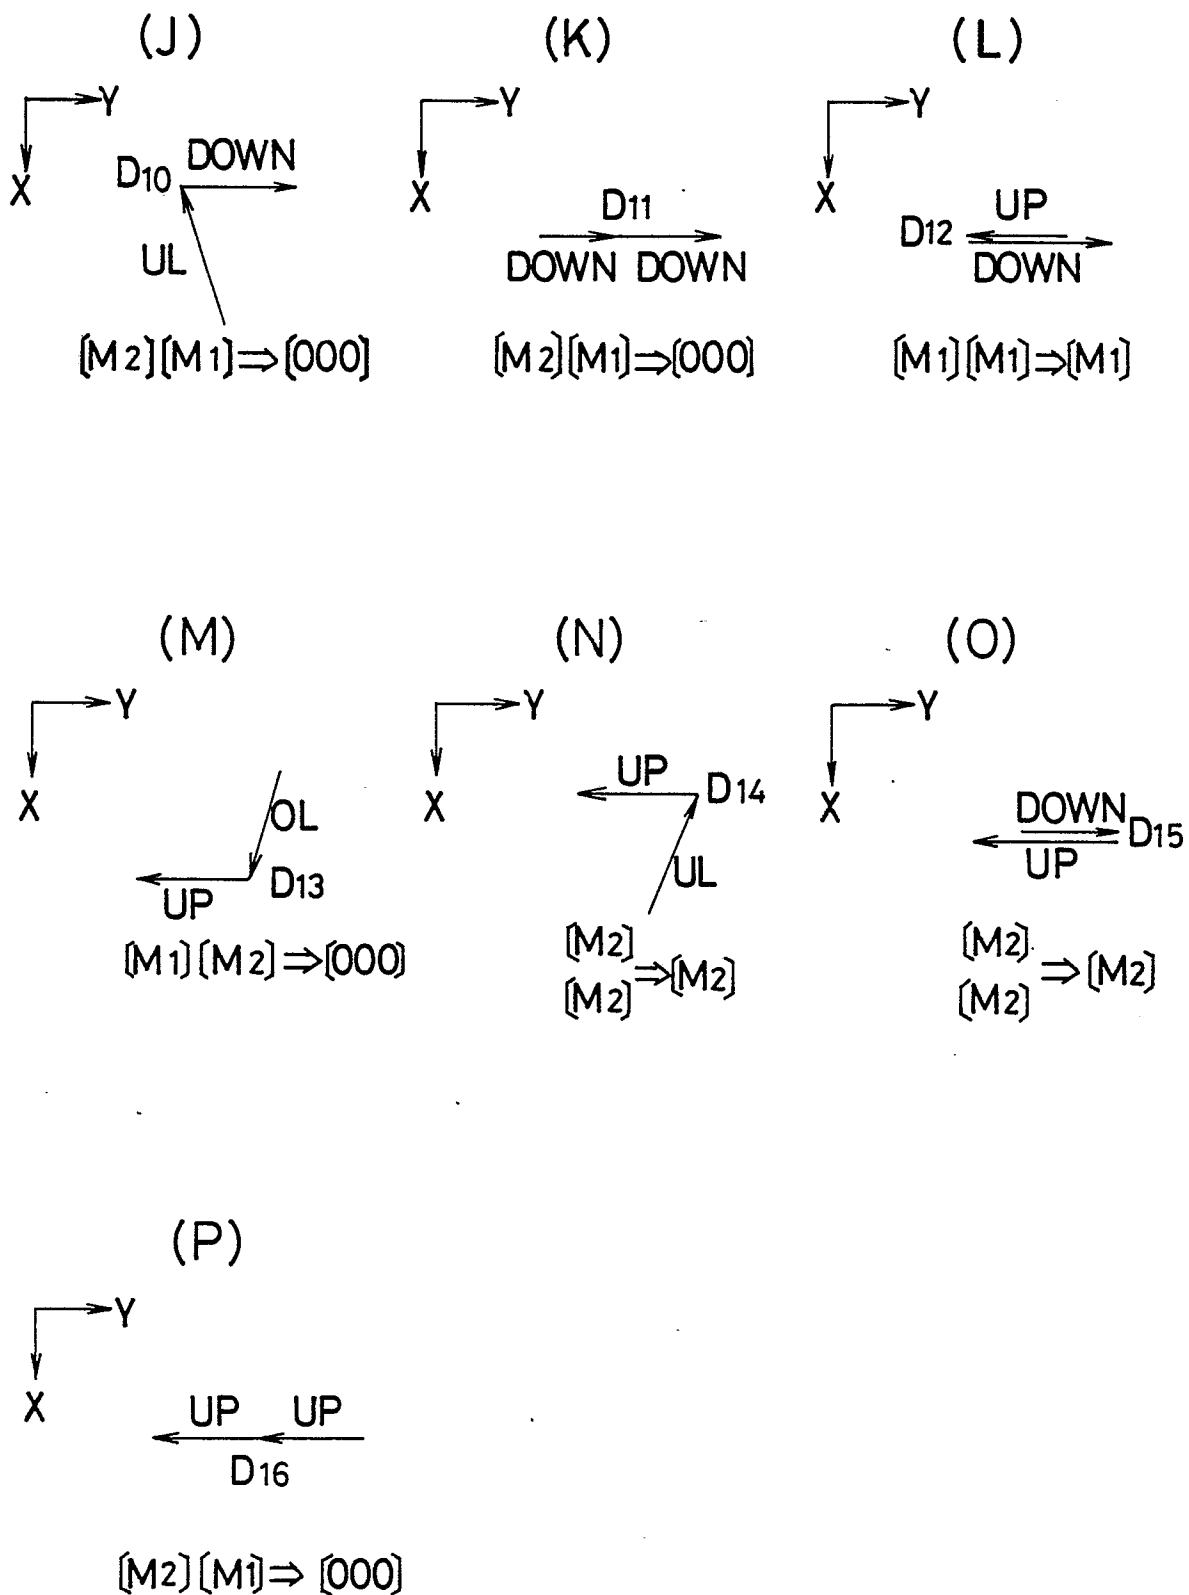 (J) (K) (L)
Y Y Y
X X X
D10 DOWN
UL
D11
DOWN DOWN
D12 UP
DOWN
[M2][M1]⇒[000] [M2][M1]⇒[000] [M1][M1]⇒[M1]
(M) (N) (O)
Y Y Y
X X X
OL
UP D13
[M1][M2]⇒[000]
UP D14
UL
[M2]
[M2] ⇒[M2]
DOWN D15
UP
[M2]
[M2] ⇒[M2]
(P)
Y
X
UP UP
D16
[M2][M1]⇒ [000]